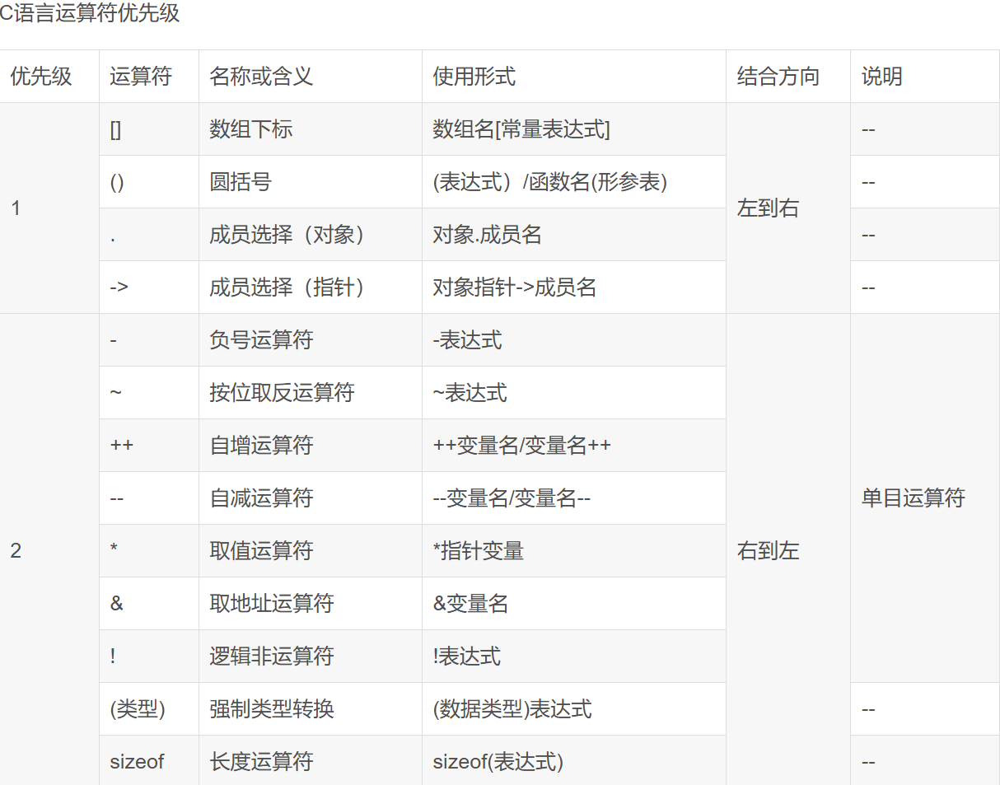 C语言运算符优先级
优先级 运算符 名称或含义 使用形式 结合方向 说明
1 [] 数组下标 数组名[常量表达式] 左到右 --
() 圆括号 (表达式）/函数名(形参表) --
. 成员选择（对象） 对象.成员名 --
-> 成员选择（指针） 对象指针->成员名 --
2 - 负号运算符 -表达式 右到左 单目运算符
~ 按位取反运算符 ~表达式
++ 自增运算符 ++变量名/变量名++
-- 自减运算符 --变量名/变量名--
* 取值运算符 *指针变量
& 取地址运算符 &变量名
! 逻辑非运算符 !表达式
(类型) 强制类型转换 (数据类型)表达式 --
sizeof 长度运算符 sizeof(表达式) --